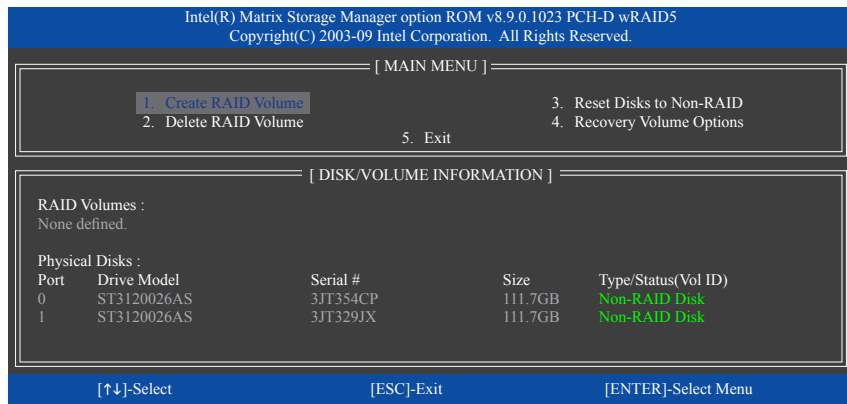 Intel(R) Matrix Storage Manager option ROM v8.9.0.1023 PCH-D wRAID5
Copyright(C) 2003-09 Intel Corporation.  All Rights Reserved.
[ MAIN MENU ]
1. Create RAID Volume
2. Delete RAID Volume
3. Reset Disks to Non-RAID
4. Recovery Volume Options
5. Exit
[ DISK/VOLUME INFORMATION ]
RAID Volumes :
None defined.
Physical Disks :
Port Drive Model Serial # Size Type/Status(Vol ID)
0 ST3120026AS 3JT354CP 111.7GB Non-RAID Disk
1 ST3120026AS 3JT329JX 111.7GB Non-RAID Disk
[↑↓]-Select [ESC]-Exit [ENTER]-Select Menu